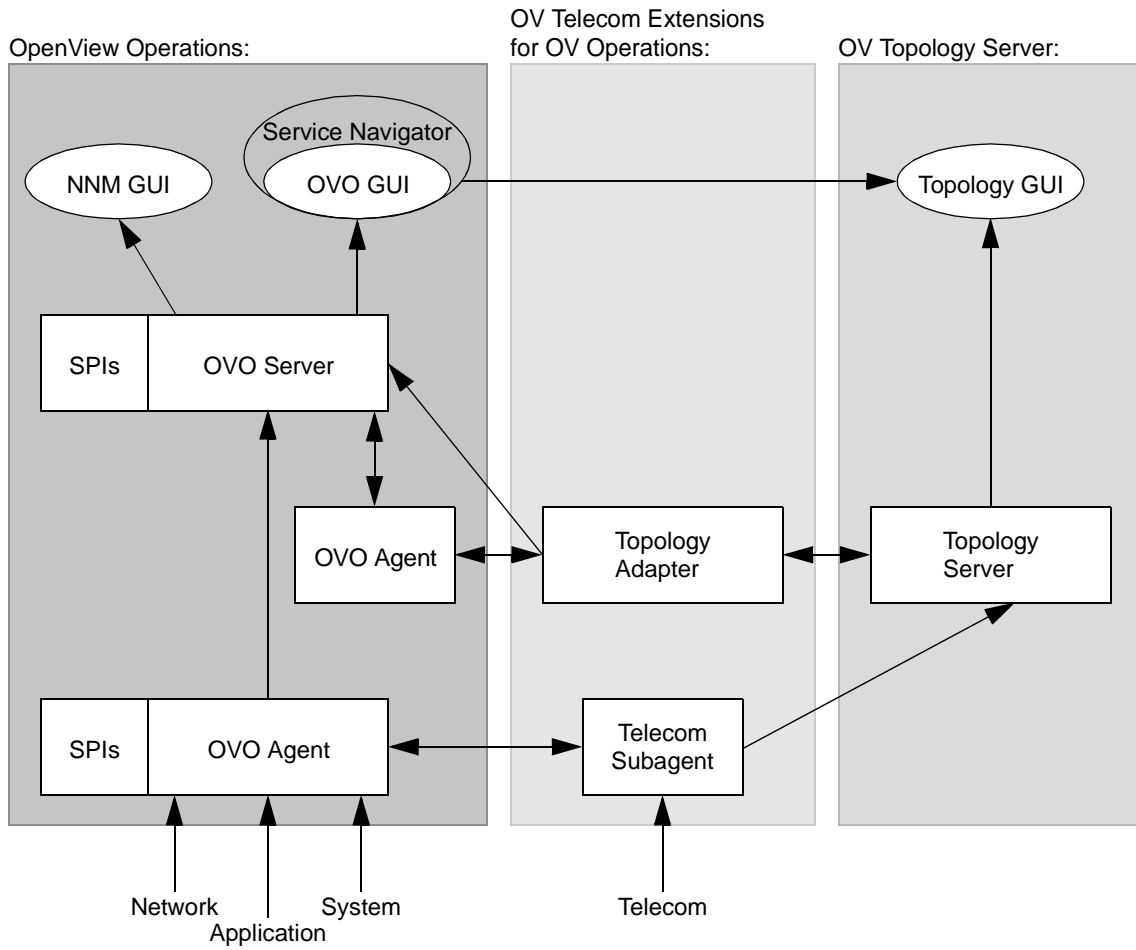 OV Telecom Extensions
for OV Operations:
OpenView Operations:
OV Topology Server:
Service Navigator
NNM GUI
OVO GUI
Topology GUI
SPIs
OVO Server
OVO Agent
Topology
Adapter
Topology
Server
SPIs
OVO Agent
Telecom
Subagent
Network
System
Application
Telecom